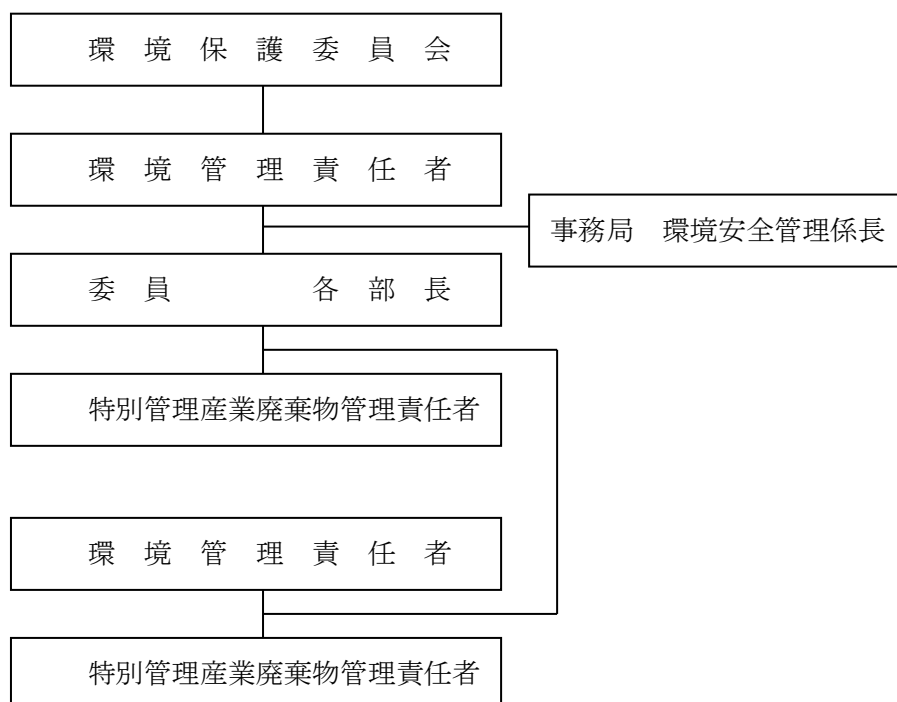 環境保護委員会
環境管理責任者
事務局　環境安全管理係長
委員　　各部長
特別管理産業廃棄物管理責任者
環境管理責任者
特別管理産業廃棄物管理責任者